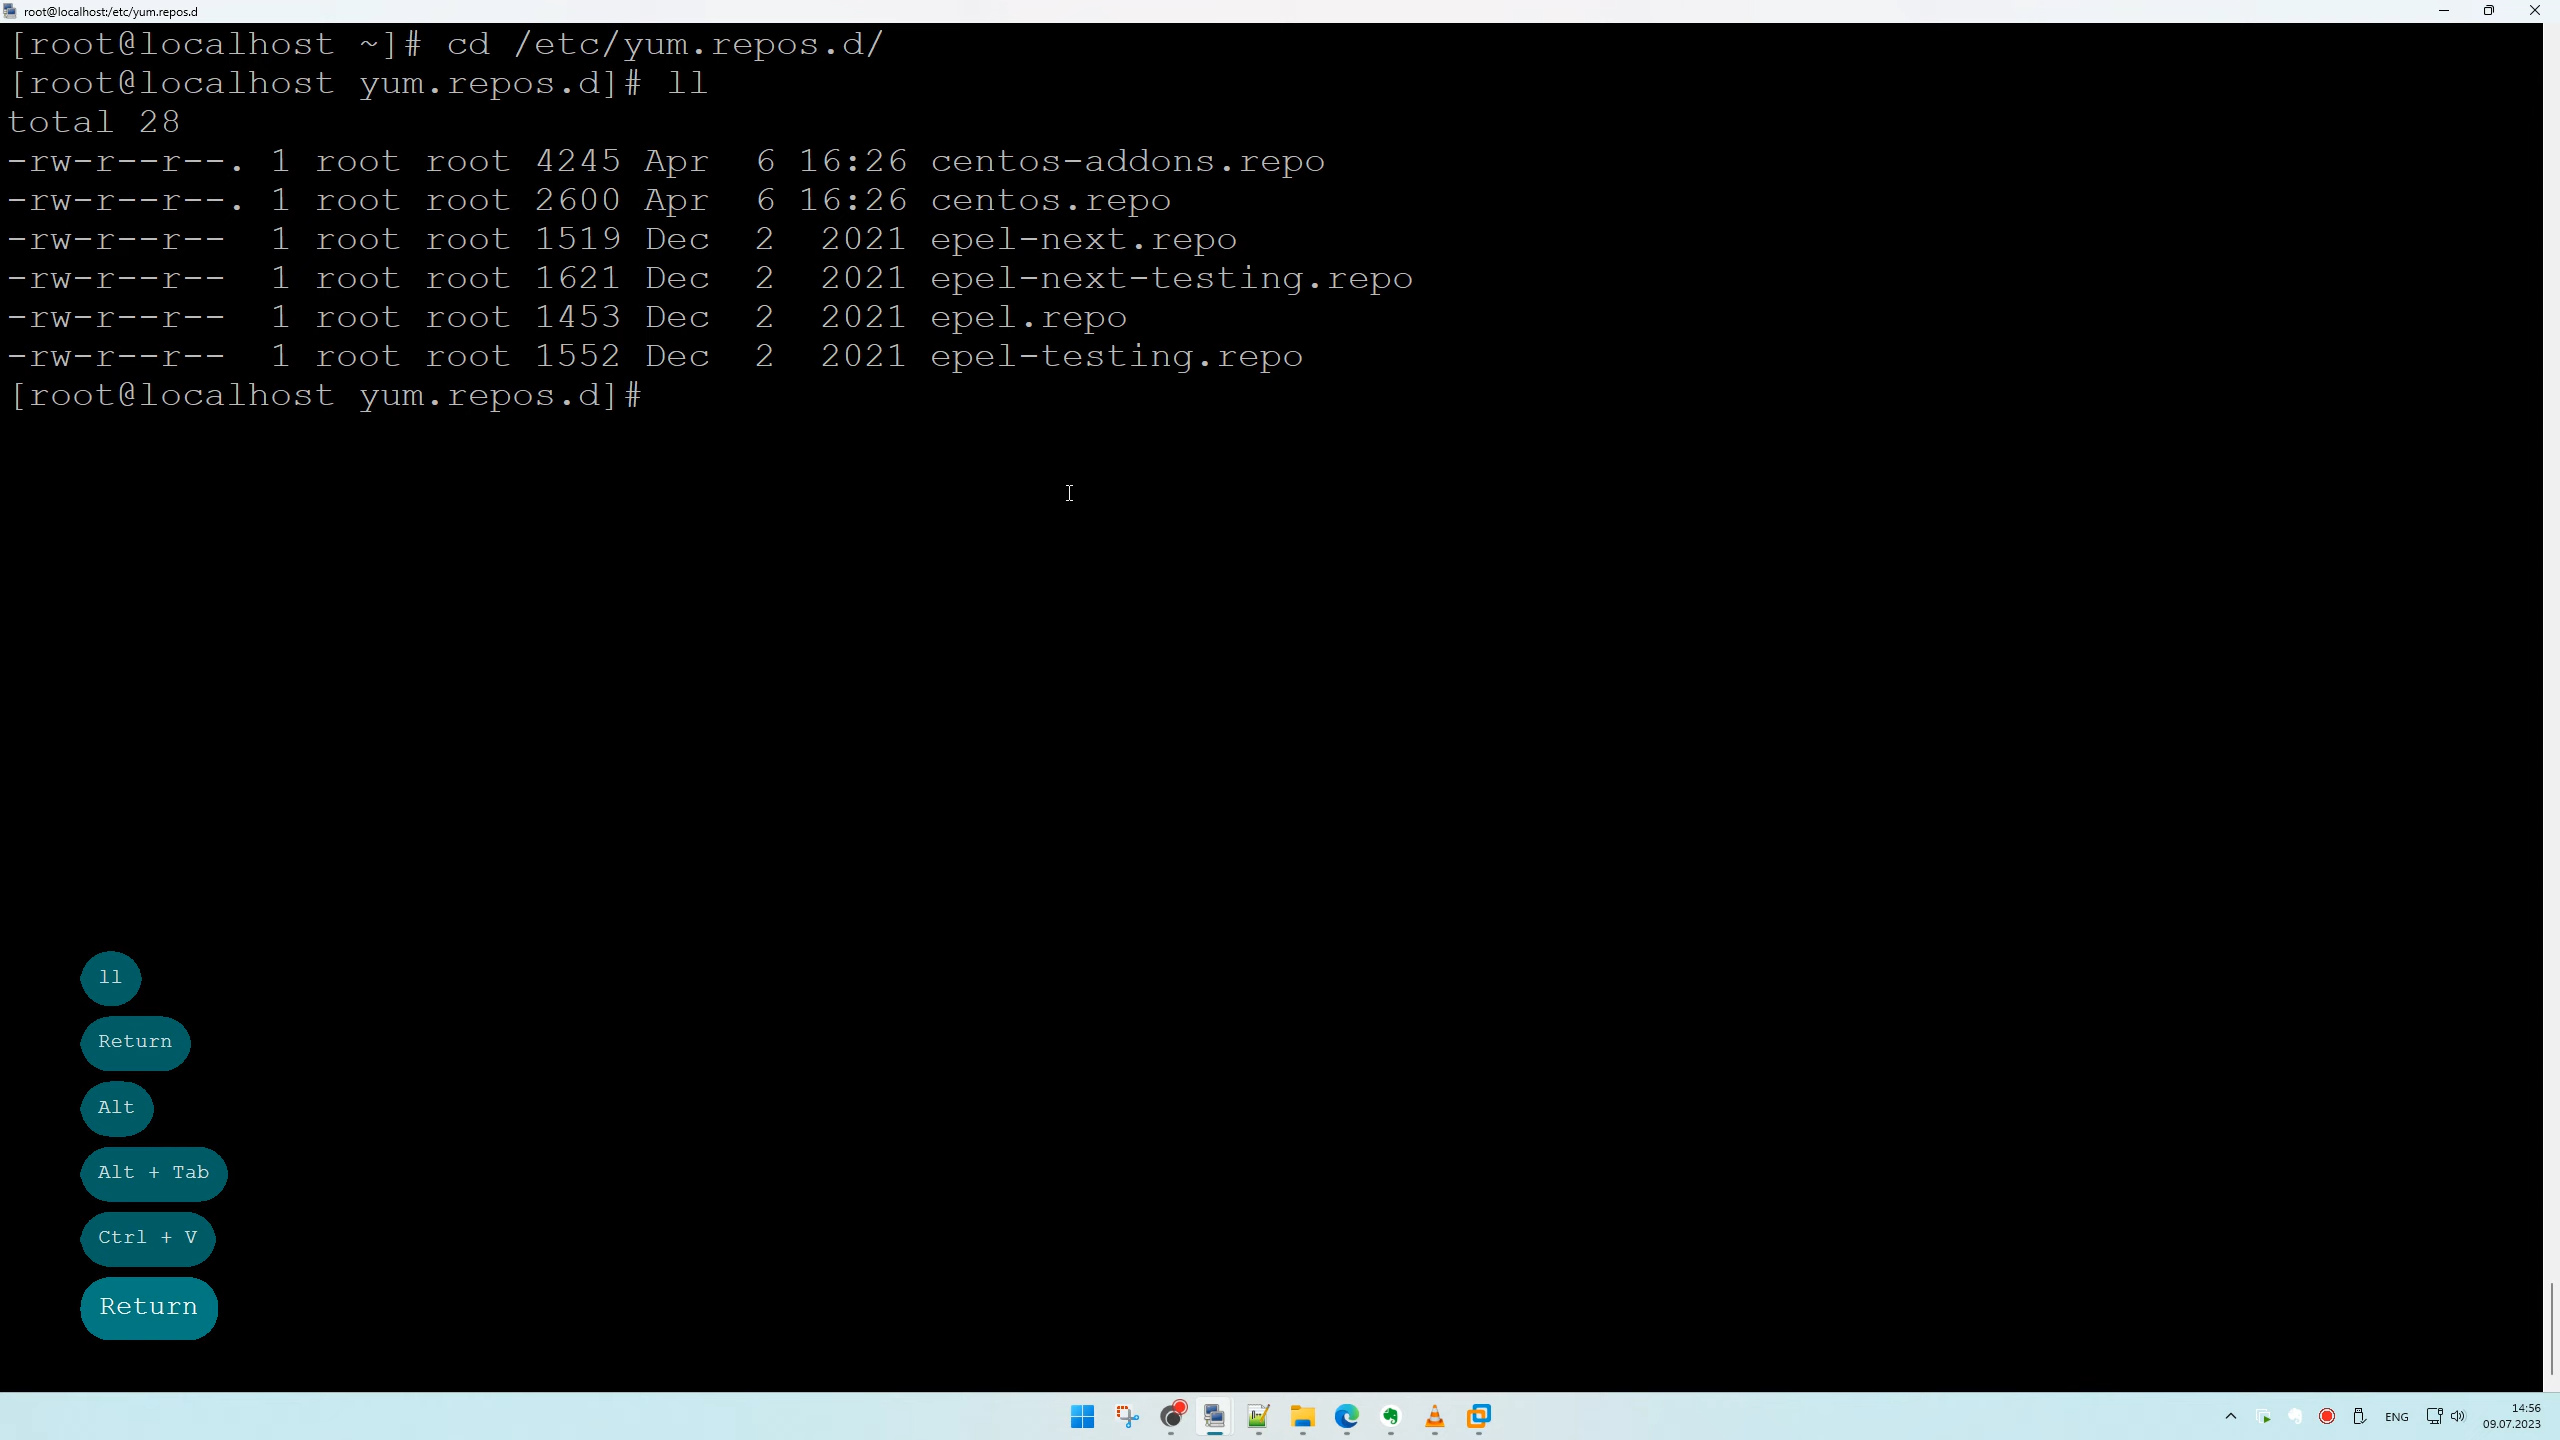 root@localhost:/etc/yum.repos.d
[root@localhost ~]# cd /etc/yum.repos.d/
[root@localhost yum.repos.d]# ll
total 28
-rw-r--r--. 1 root root 4245 Apr  6 16:26 centos-addons.repo
-rw-r--r--. 1 root root 2600 Apr  6 16:26 centos.repo
-rw-r--r--  1 root root 1519 Dec  2  2021 epel-next.repo
-rw-r--r--  1 root root 1621 Dec  2  2021 epel-next-testing.repo
-rw-r--r--  1 root root 1453 Dec  2  2021 epel.repo
-rw-r--r--  1 root root 1552 Dec  2  2021 epel-testing.repo
[root@localhost yum.repos.d]#
ll
Return
Alt
Alt + Tab
Ctrl + V
Return
ENG
14:56
09.07.2023